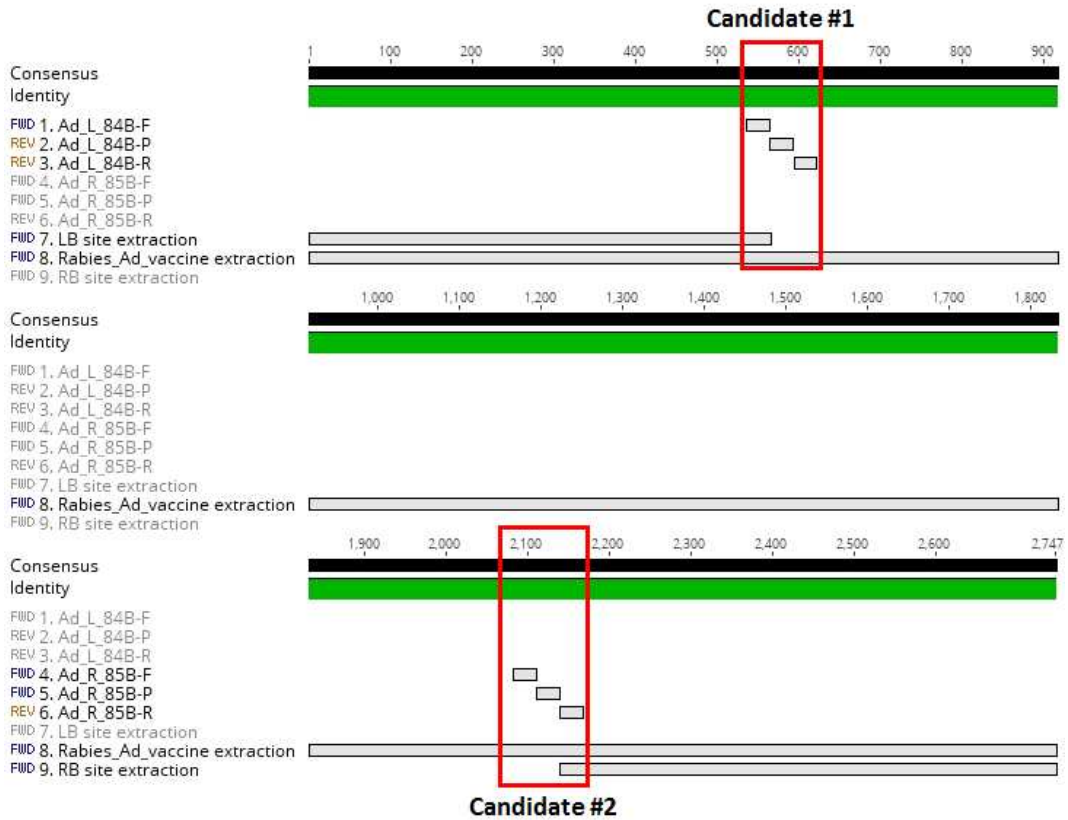 Candidate #1
1 100 200 300 400 500 600 700 800 900
Consensus
Identity
FWD 1. Ad_L_84B-F
REV 2. Ad_L_84B-P
REV 3. Ad_L_84B-R
FWD 4. Ad_R_85B-F
FWD 5. Ad_R_85B-P
REV 6. Ad_R_85B-R
FWD 7. LB site extraction
FWD 8. Rabies_Ad_vaccine extraction
FWD 9. RB site extraction
1,000 1,100 1,200 1,300 1,400 1,500 1,600 1,700 1,800
Consensus
Identity
FWD 1. Ad_L_84B-F
REV 2. Ad_L_84B-P
REV 3. Ad_L_84B-R
FWD 4. Ad_R_85B-F
FWD 5. Ad_R_85B-P
REV 6. Ad_R_85B-R
FWD 7. LB site extraction
FWD 8. Rabies_Ad_vaccine extraction
FWD 9. RB site extraction
1,900 2,000 2,100 2,200 2,300 2,400 2,500 2,600 2,747
Consensus
Identity
FWD 1. Ad_L_84B-F
REV 2. Ad_L_84B-P
REV 3. Ad_L_84B-R
FWD 4. Ad_R_85B-F
FWD 5. Ad_R_85B-P
REV 6. Ad_R_85B-R
FWD 7. LB site extraction
FWD 8. Rabies_Ad_vaccine extraction
FWD 9. RB site extraction
Candidate #2